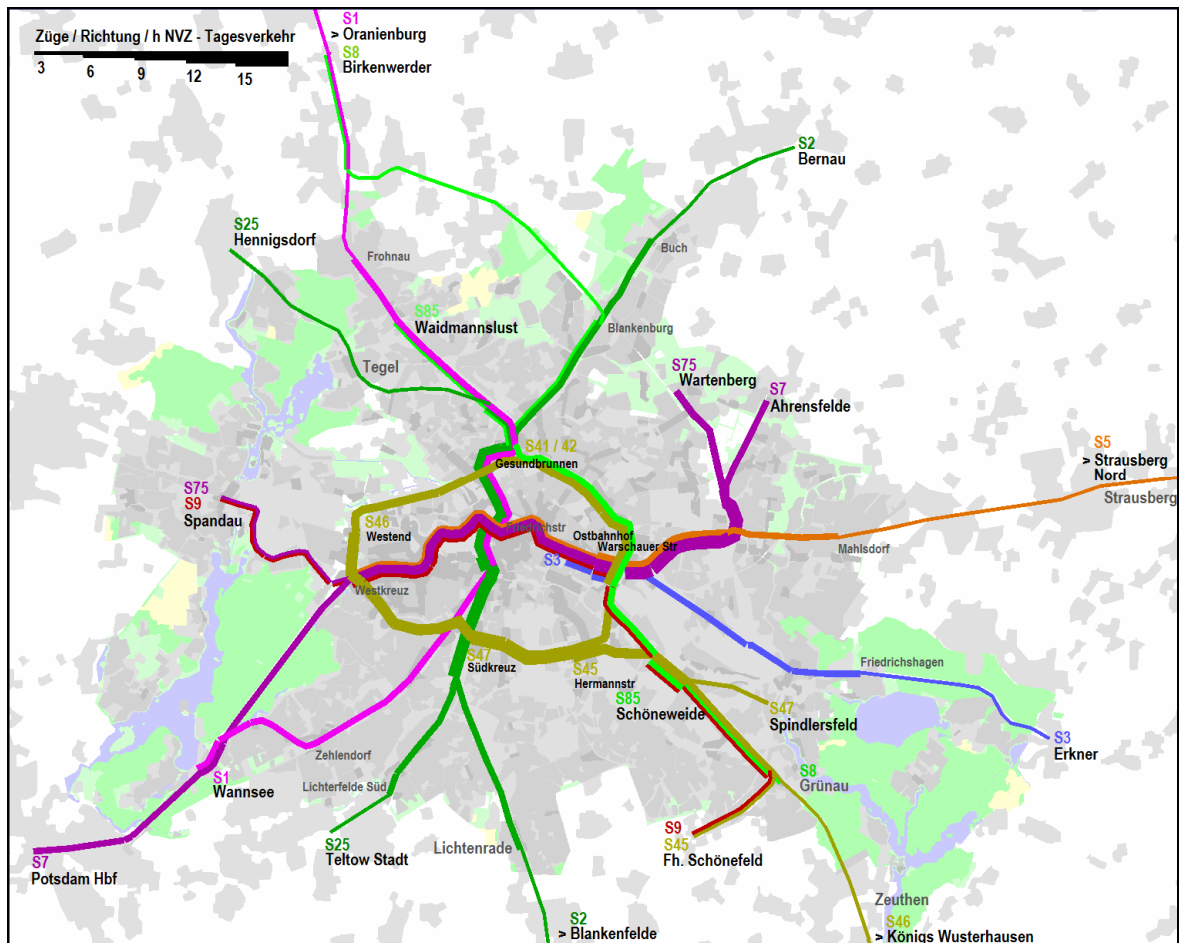 Züge / Richtung / h NVZ - Tagesverkehr
3 6 9 12 15
S1
> Oranienburg
S8
Birkenwerder
S2
Bernau
S25
Hennigsdorf
Buch
Frohnau
S85
Waidmannslust
Blankenburg
Tegel
S75
Wartenberg
S7
Ahrensfelde
S41 / 42
Gesundbrunnen
S5
> Strausberg
Nord
Strausberg
S75
S9
Spandau
S46
Westend
Friedrichstr
Ostbahnhof
Warschauer Str
Mahlsdorf
S3
Westkreuz
S47
Südkreuz
S45
Hermannstr
Friedrichshagen
S85
Schöneweide
S47
Spindlersfeld
S3
Erkner
Zehlendorf
S1
Wannsee
Lichterfelde Süd
S8
Grünau
S9
S45
Fh. Schönefeld
S25
Teltow Stadt
Lichtenrade
S7
Potsdam Hbf
Zeuthen
S2
> Blankenfelde
S46
> Königs Wusterhausen